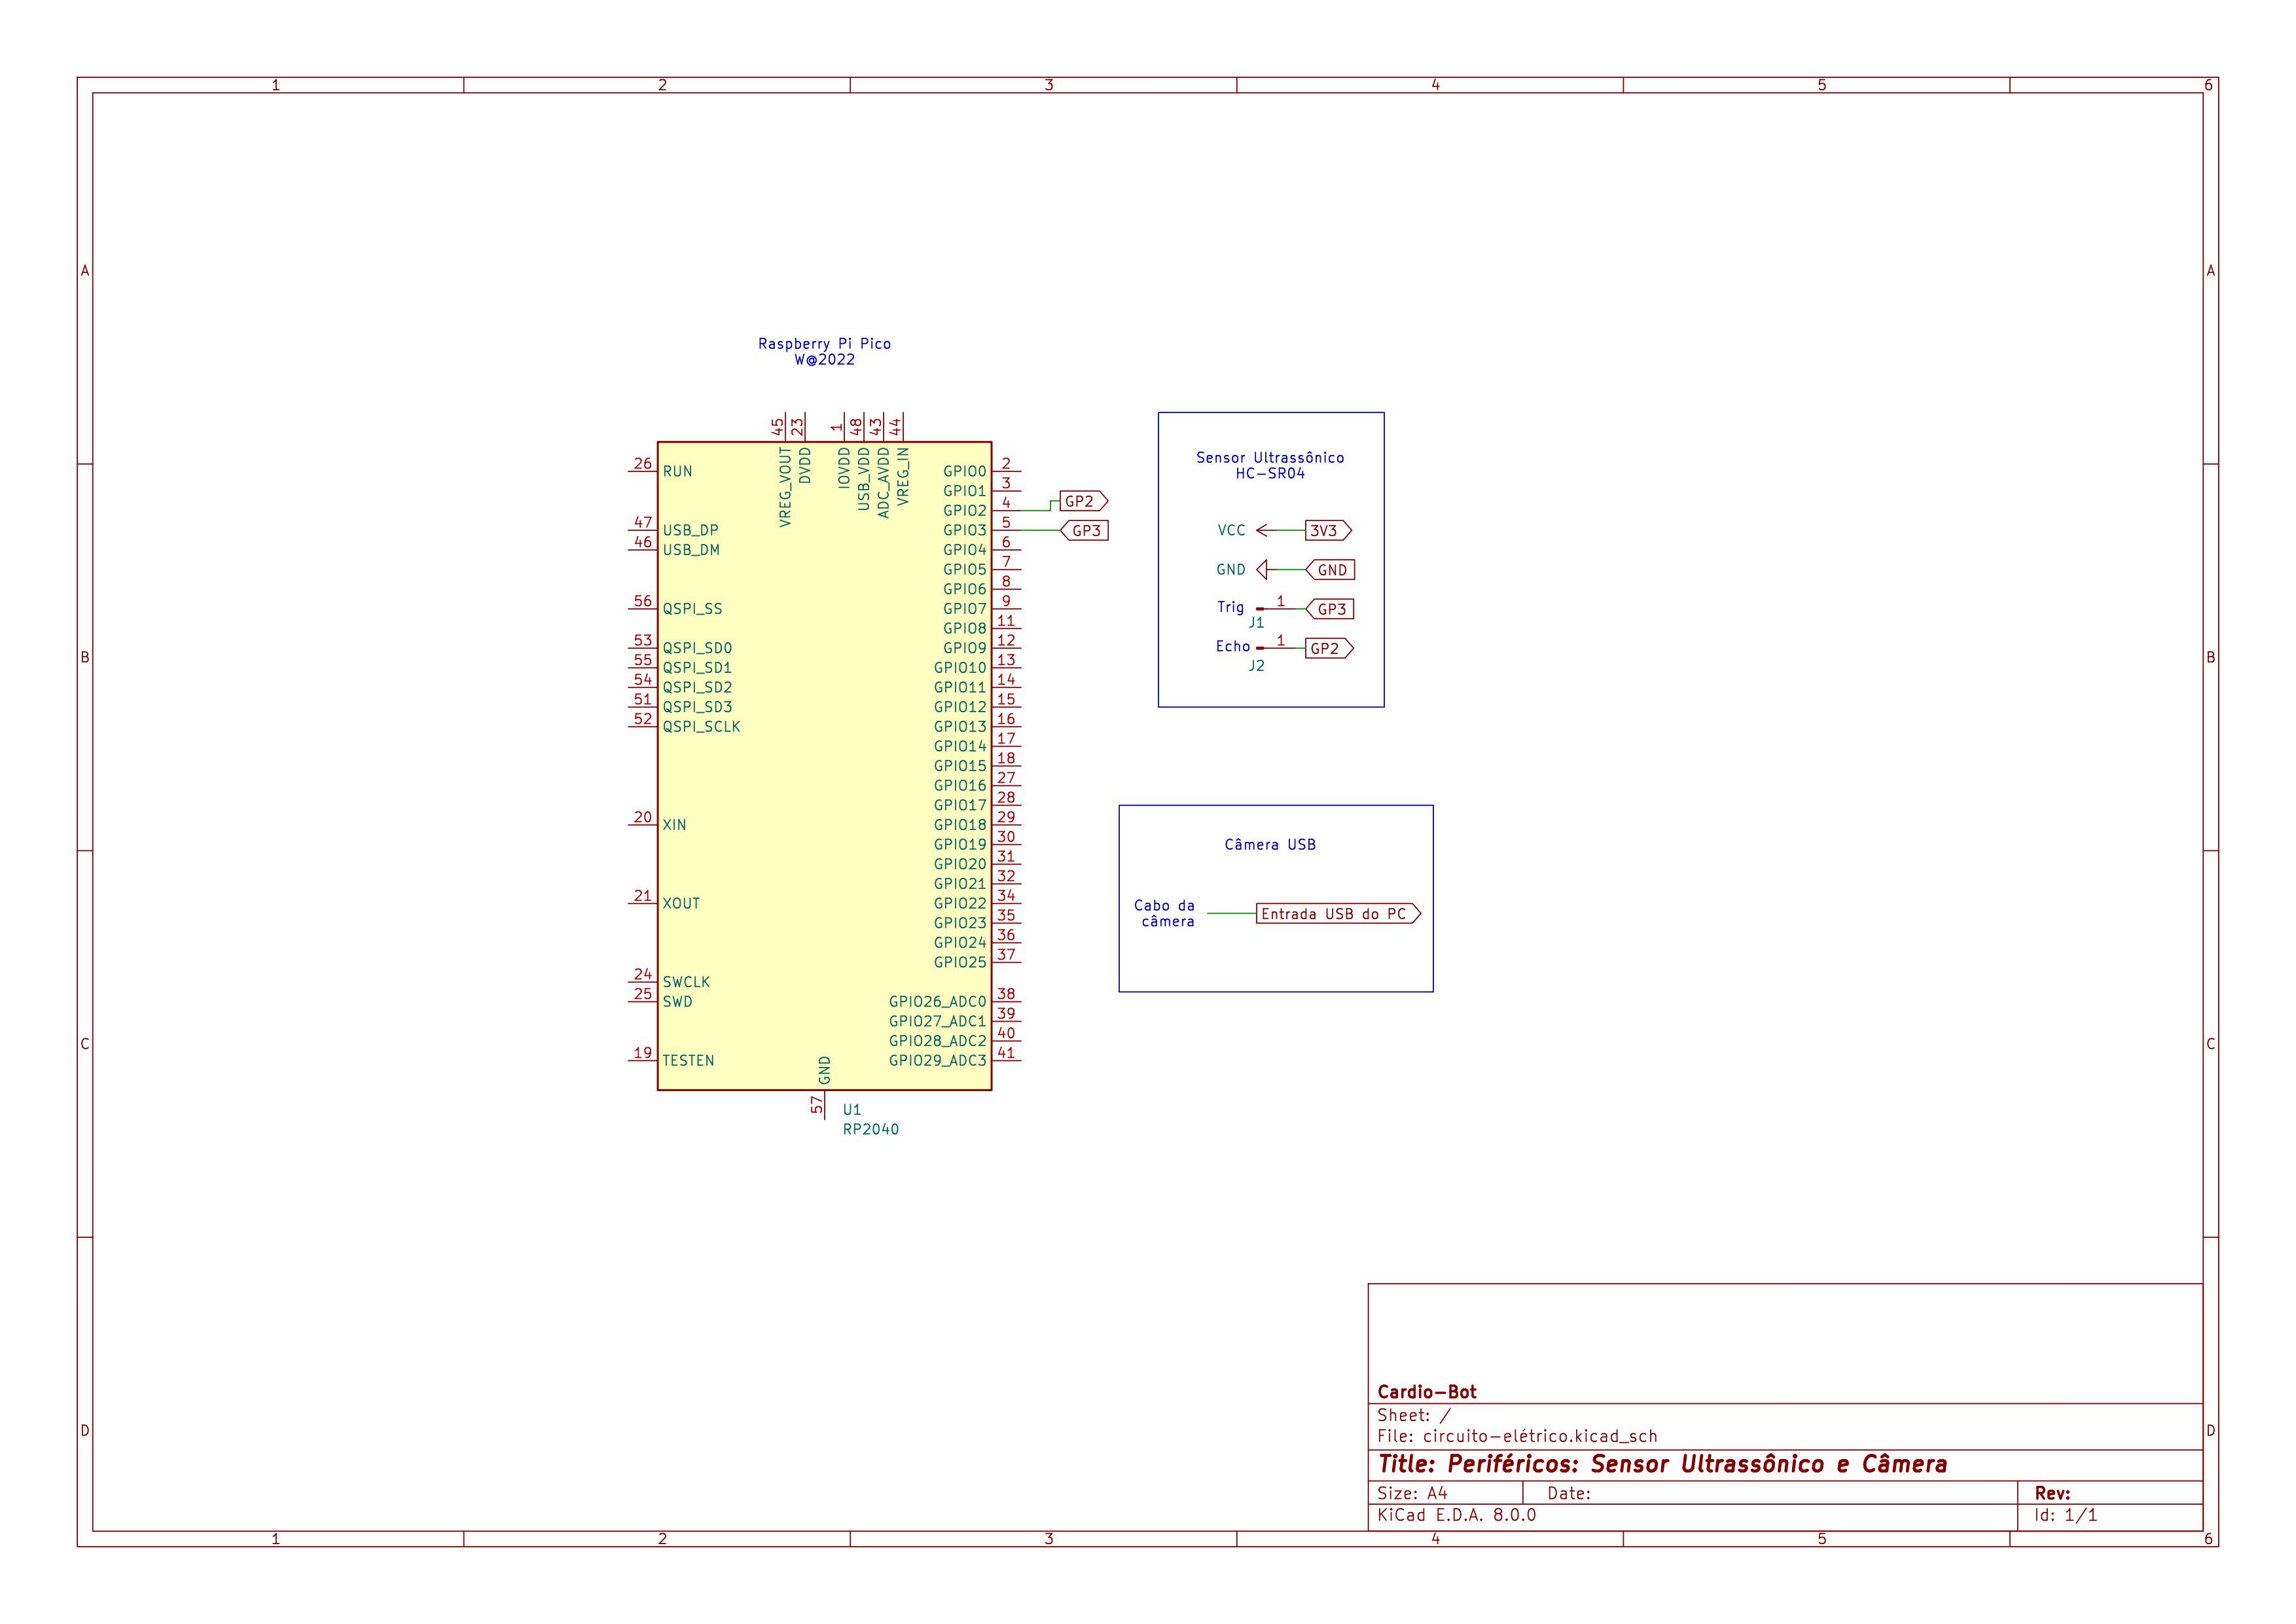 1 2 3 4 5 6
A A
B B
C C
D D
Raspberry Pi Pico
W@2022
45 23 1 48 43 44
VREG_VOUT
DVDD
IOVDD
USB_VDD
ADC_AVDD
VREG_IN
26 RUN
47 USB_DP
46 USB_DM
56 QSPI_SS
53 QSPI_SD0
55 QSPI_SD1
54 QSPI_SD2
51 QSPI_SD3
52 QSPI_SCLK
20 XIN
21 XOUT
24 SWCLK
25 SWD
19 TESTEN
GPIO0 2
GPIO1 3
GPIO2 4 GP2
GPIO3 5 GP3
GPIO4 6
GPIO5 7
GPIO6 8
GPIO7 9
GPIO8 11
GPIO9 12
GPIO10 13
GPIO11 14
GPIO12 15
GPIO13 16
GPIO14 17
GPIO15 18
GPIO16 27
GPIO17 28
GPIO18 29
GPIO19 30
GPIO20 31
GPIO21 32
GPIO22 34
GPIO23 35
GPIO24 36
GPIO25 37
GPIO26_ADC0 38
GPIO27_ADC1 39
GPIO28_ADC2 40
GPIO29_ADC3 41
GND
57
U1
RP2040
Sensor Ultrassônico
HC-SR04
VCC 3V3
GND GND
Trig 1 GP3
J1
Echo 1 GP2
J2
Câmera USB
Cabo da
câmera
Entrada USB do PC
Cardio-Bot
Sheet: /
File: circuito-elétrico.kicad_sch
Title: Periféricos: Sensor Ultrassônico e Câmera
Size: A4 Date: Rev:
KiCad E.D.A. 8.0.0 Id: 1/1
1 2 3 4 5 6